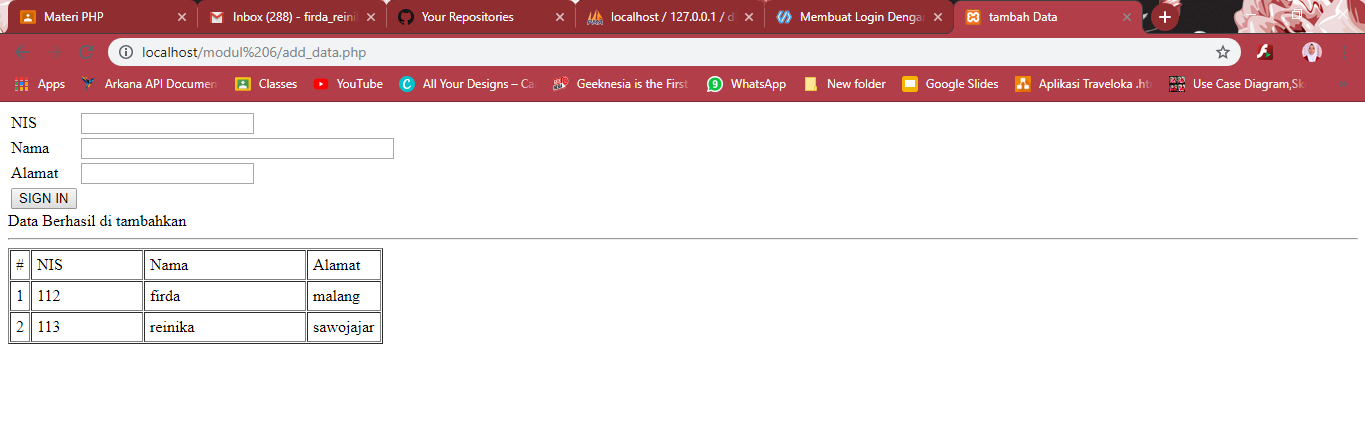 Materi PHP Inbox (288) - firda_reini Your Repositories localhost / 127.0.0.1 / d Membuat Login Denga tambah Data
localhost/modul%206/add_data.php
Apps Arkana API Documen Classes YouTube All Your Designs – Ca Geeknesia is the First WhatsApp New folder Google Slides Aplikasi Traveloka .ht Use Case Diagram,Sk
NIS
Nama
Alamat
SIGN IN
Data Berhasil di tambahkan
# NIS Nama Alamat
1 112 firda malang
2 113 reinika sawojajar